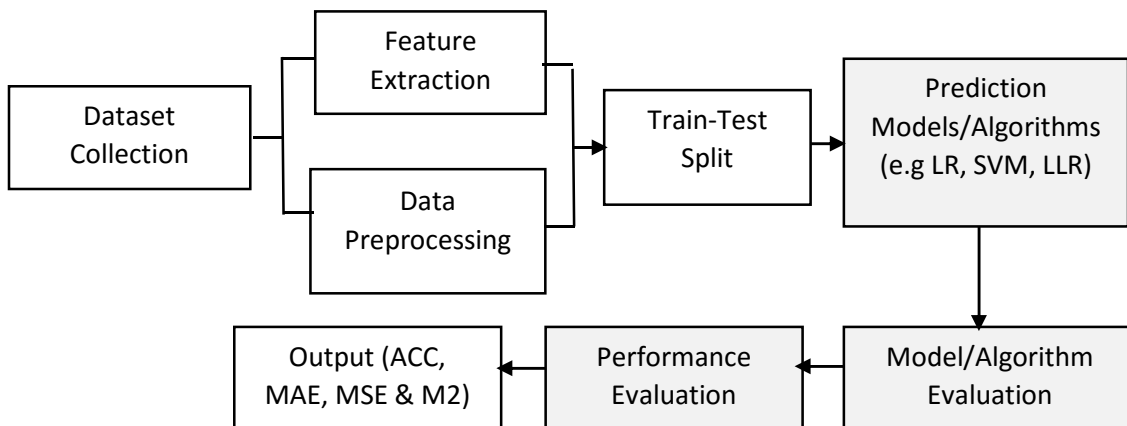 Feature
Extraction
Dataset
Collection
Data
Preprocessing
Train-Test
Split
Prediction
Models/Algorithms
(e.g LR, SVM, LLR)
Model/Algorithm
Evaluation
Performance
Evaluation
Output (ACC,
MAE, MSE & M2)